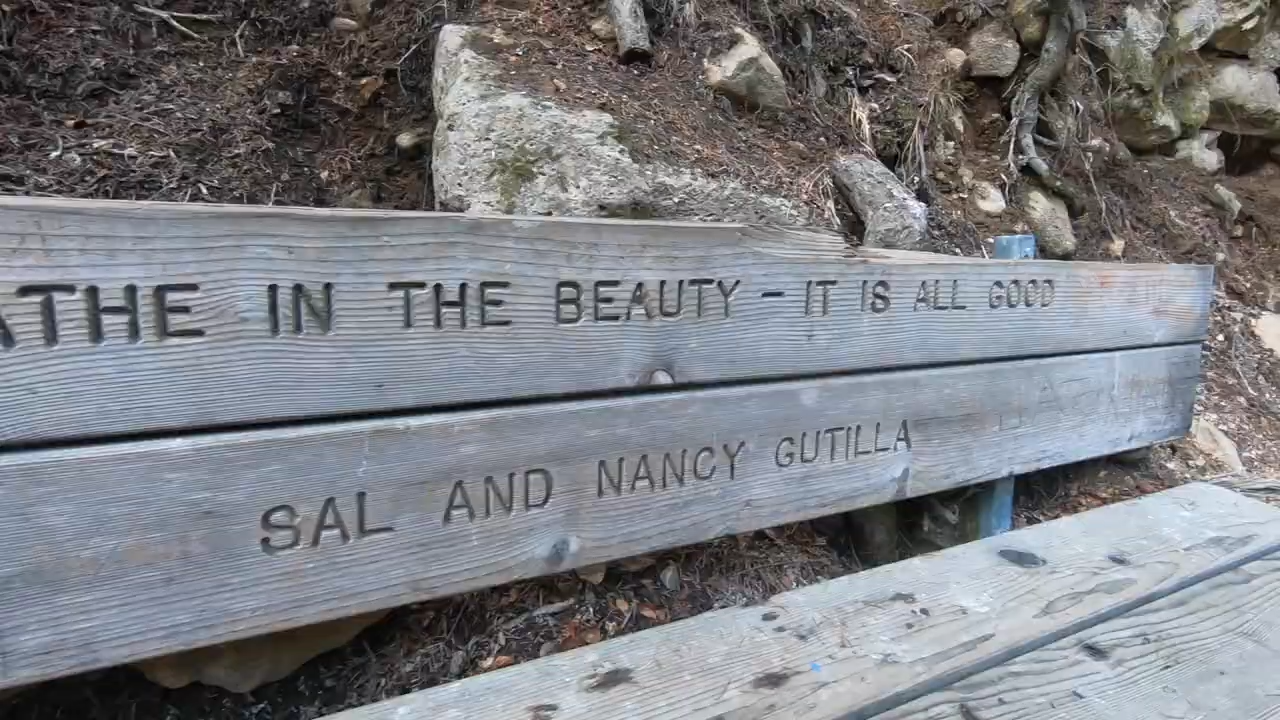 ATHE IN THE BEAUTY - IT IS ALL GOOD
SAL AND NANCY GUTILLA